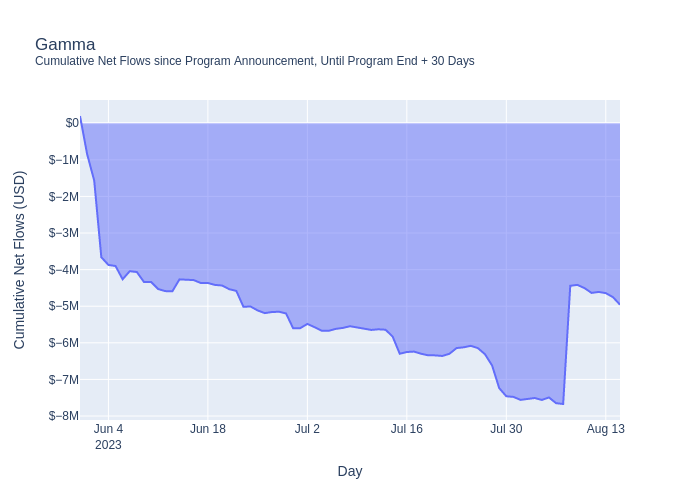 Gamma
Cumulative Net Flows since Program Announcement, Until Program End + 30 Days
Cumulative Net Flows (USD)
$0
$−1M
$−2M
$−3M
$−4M
$−5M
$−6M
$−7M
$−8M
Jun 4
2023
Jun 18
Jul 2
Jul 16
Jul 30
Aug 13
Day